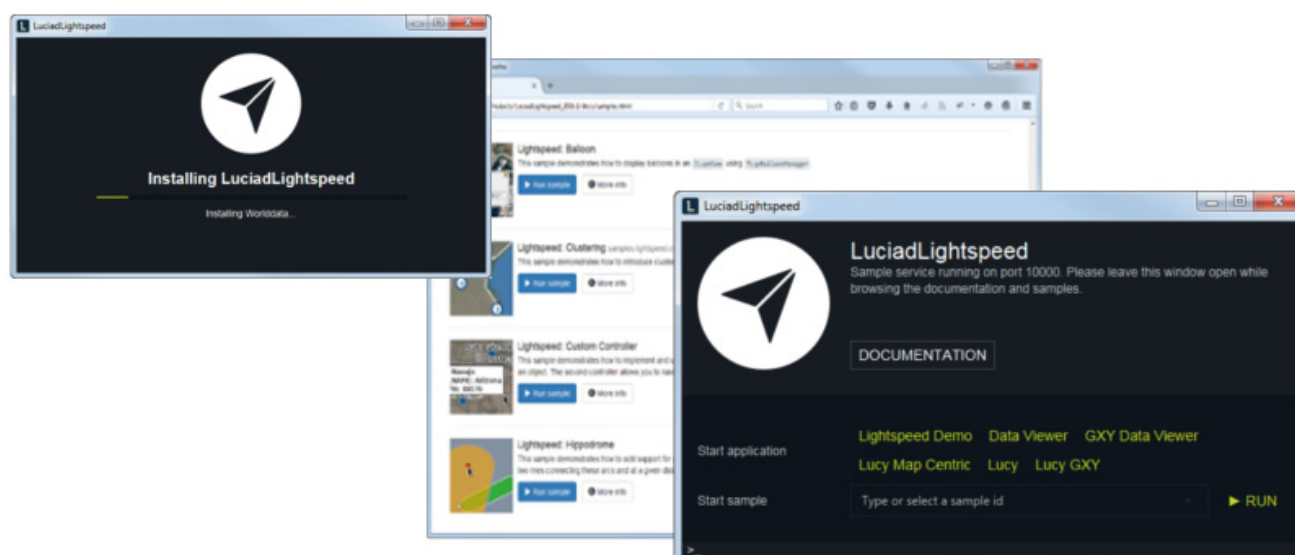 LuciadLightspeed
Installing LuciadLightspeed
Installing Worlddata...
Search
Lightspeed: Balloon
This sample demonstrates how to display balloons in an using
Run sample More info
Lightspeed: Clustering
This sample demonstrates how to introduce
Run sample More info
Lightspeed: Custom Controller
This sample demonstrates how to implement and
an object. The second controller allows you to
Run sample More info
Lightspeed: Hippodrome
This sample demonstrates how to add support for
two lines connecting these arcs and at a given
Run sample More info
LuciadLightspeed
LuciadLightspeed
Sample service running on port 10000. Please leave this window open while
browsing the documentation and samples.
DOCUMENTATION
Start application
Lightspeed Demo Data Viewer GXY Data Viewer
Lucy Map Centric Lucy Lucy GXY
Start sample Type or select a sample id RUN
>